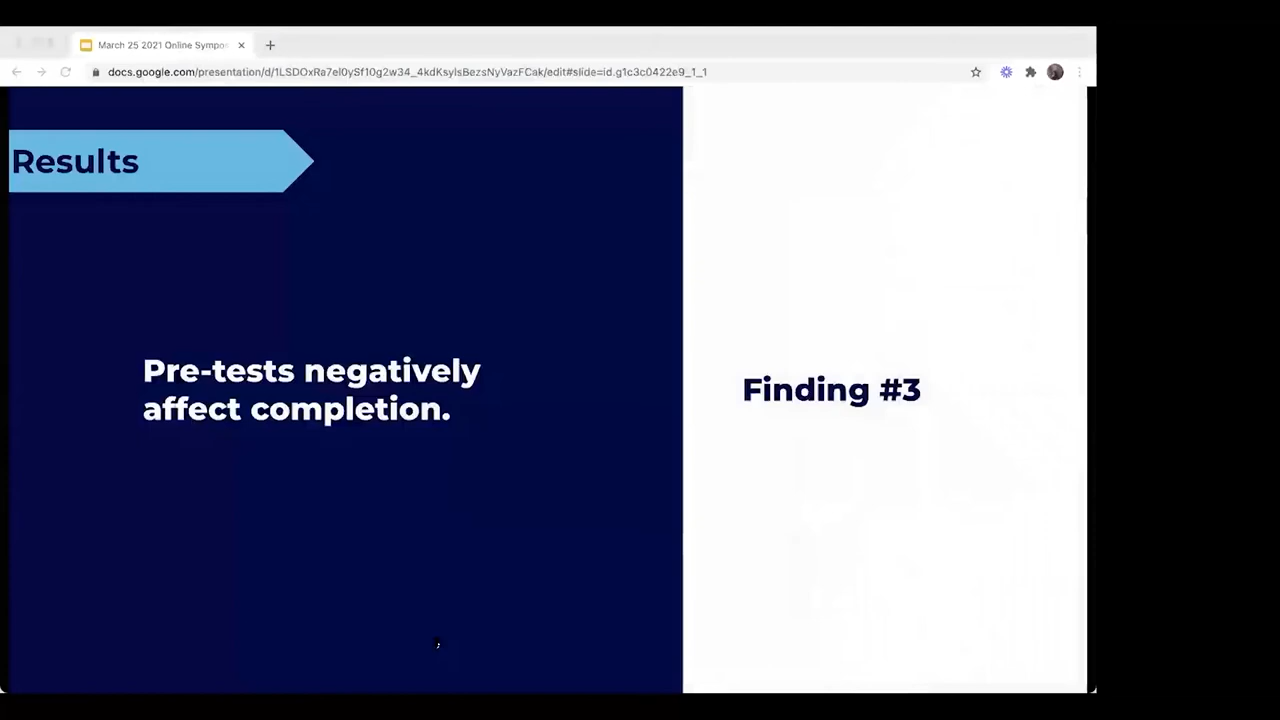 March 25 2021 Online Sympo
docs.google.com/presentation/d/1LSDOxRa7el0ySf10g2w34_4kdKsylsBezsNyVazFCak/edit#slide=id.g1c3c0422e9_1_1
Results
Pre-tests negatively
affect completion.
Finding #3